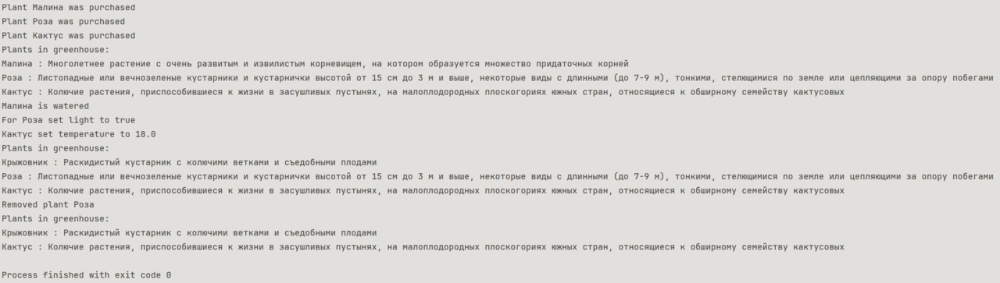 Plant Малина was purchased
Plant Роза was purchased
Plant Кактус was purchased
Plants in greenhouse:
Малина : Многолетнее растение с очень развитым и извилистым корневищем, на котором образуется множество придаточных корней
Роза : Листопадные или вечнозеленые кустарники и кустарнички высотой от 15 см до 3 м и выше, некоторые виды с длинными (до 7-9 м), тонкими, стелющимися по земле или цепляющими за опору побегами
Кактус : Колючие растения, приспособившиеся к жизни в засушливых пустынях, на малоплодородных плоскогориях южных стран, относящиеся к обширному семейству кактусовых
Малина is watered
For Роза set light to true
Кактус set temperature to 18.0
Plants in greenhouse:
Крыжовник : Раскидистый кустарник с колючими ветками и съедобными плодами
Роза : Листопадные или вечнозеленые кустарники и кустарнички высотой от 15 см до 3 м и выше, некоторые виды с длинными (до 7-9 м), тонкими, стелющимися по земле или цепляющими за опору побегами
Кактус : Колючие растения, приспособившиеся к жизни в засушливых пустынях, на малоплодородных плоскогориях южных стран, относящиеся к обширному семейству кактусовых
Removed plant Роза
Plants in greenhouse:
Крыжовник : Раскидистый кустарник с колючими ветками и съедобными плодами
Кактус : Колючие растения, приспособившиеся к жизни в засушливых пустынях, на малоплодородных плоскогориях южных стран, относящиеся к обширному семейству кактусовых
Process finished with exit code 0